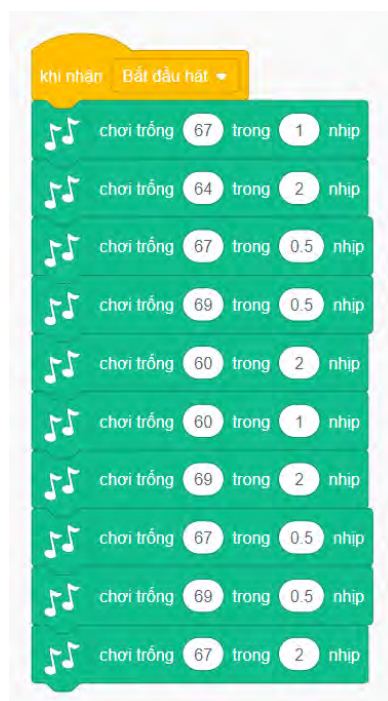 khi nhận Bắt đầu hát
chơi trống 67 trong 1 nhịp
chơi trống 64 trong 2 nhịp
chơi trống 67 trong 0.5 nhịp
chơi trống 69 trong 0.5 nhịp
chơi trống 60 trong 2 nhịp
chơi trống 60 trong 1 nhịp
chơi trống 69 trong 2 nhịp
chơi trống 67 trong 0.5 nhịp
chơi trống 69 trong 0.5 nhịp
chơi trống 67 trong 2 nhịp